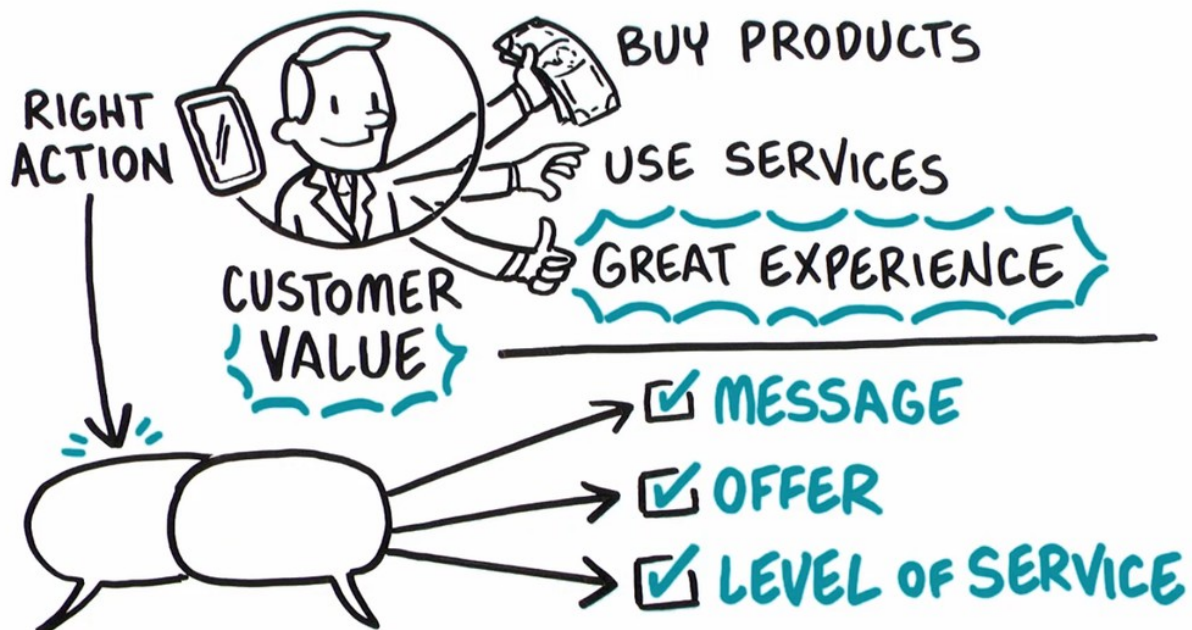 RIGHT
ACTION
BUY PRODUCTS
USE SERVICES
GREAT EXPERIENCE
CUSTOMER
VALUE
MESSAGE
OFFER
LEVEL OF SERVICE